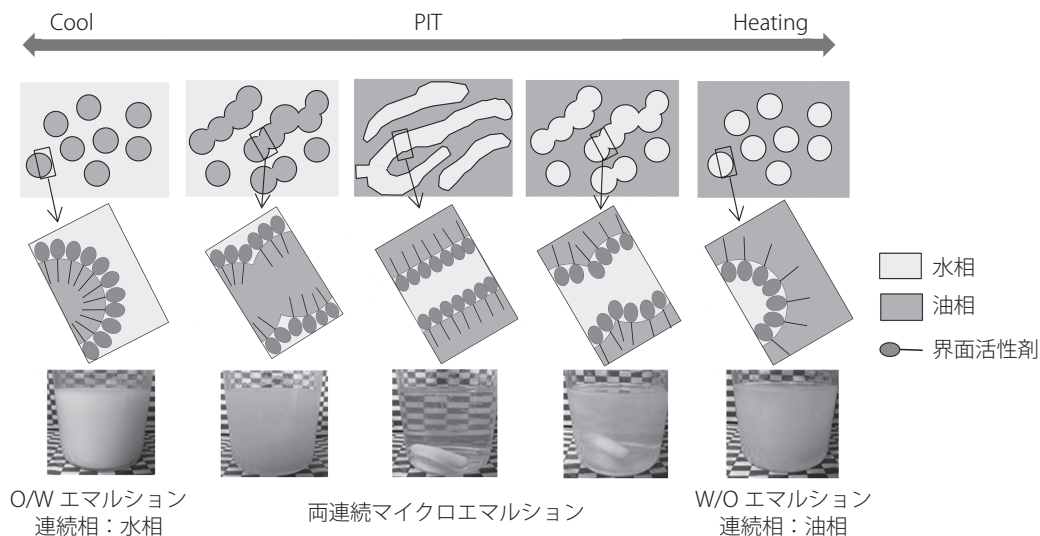 Cool
PIT
Heating
水相
油相
界面活性剤
O/W エマルション
連続相：水相
両連続マイクロエマルション
W/O エマルション
連続相：油相